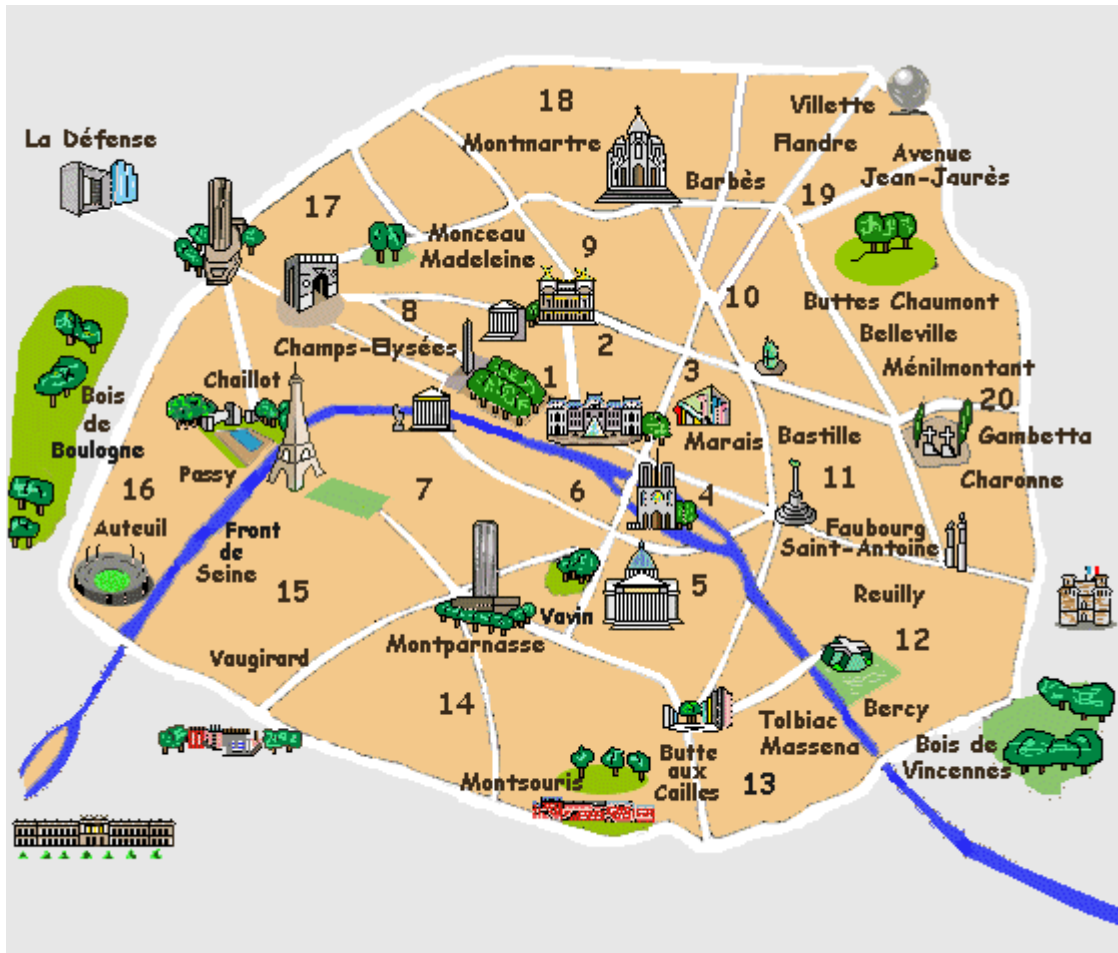 18
Villette
La Défense
Montmartre
Flandre
Avenue
Jean-Jaurès
Barbès
17
19
Monceau
Madeleine
9
10
8
Buttes Chaumont
Champs-Elysées
2
Belleville
1
3
Ménilmontant
Chaillot
20
Bois
de
Boulogne
Marais
Bastille
Gambetta
Passy
Charonne
16
7
6
4
11
Auteuil
Front
de
Seine
Faubourg
Saint-Antoine
15
5
Reuilly
Vavin
Montparnasse
12
Vaugirard
14
Bercy
Tolbiac
Massena
Butte
aux
Cailles
Bois de
Vincennes
Montsouris
13